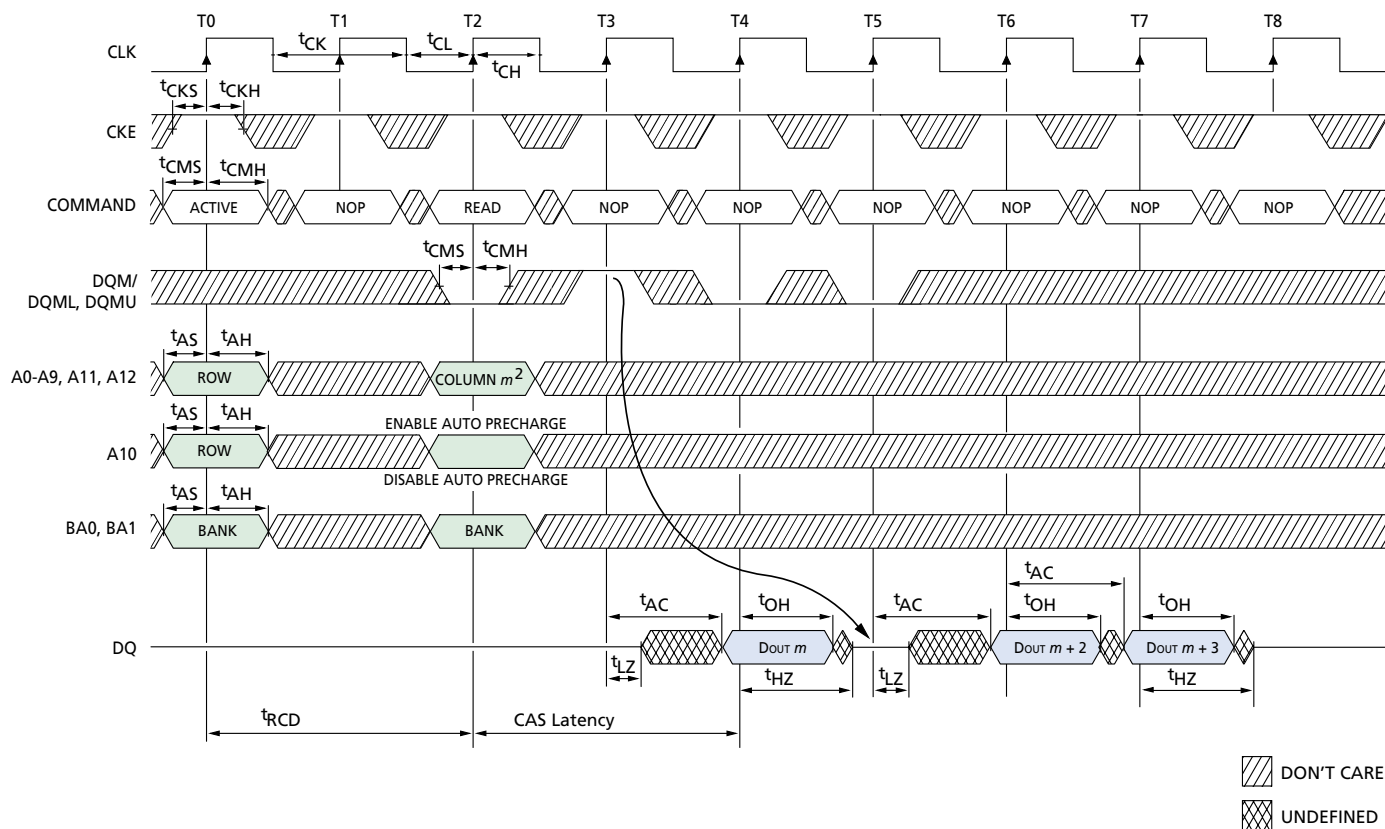 T0 T1 T2 T3 T4 T5 T6 T7 T8
CLK
tCK tCL
tCH
tCKS tCKH
CKE
tCMS tCMH
COMMAND
ACTIVE NOP READ NOP NOP NOP NOP NOP NOP
tCMS tCMH
DQM/
DQML, DQMU
tAS tAH
A0-A9, A11, A12
ROW COLUMN m2
tAS tAH
ENABLE AUTO PRECHARGE
A10
ROW
DISABLE AUTO PRECHARGE
tAS tAH
BA0, BA1
BANK BANK
tAC
tAC tOH tAC tOH tOH
DQ
DOUT m DOUT m + 2 DOUT m + 3
tLZ tHZ tLZ tHZ
tRCD CAS Latency
DON'T CARE
UNDEFINED